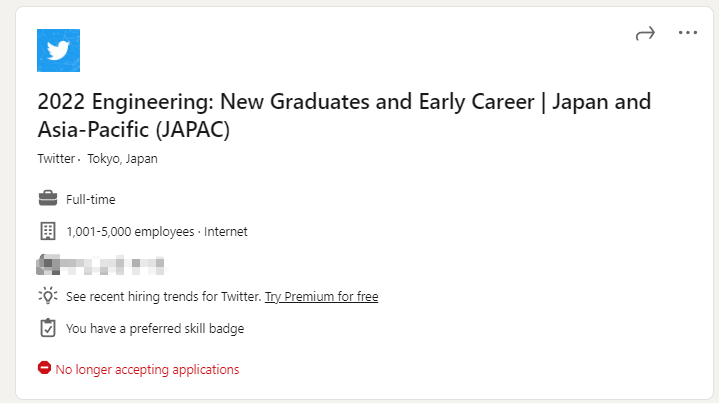 2022 Engineering: New Graduates and Early Career | Japan and
Asia-Pacific (JAPAC)
Twitter · Tokyo, Japan
Full-time
1,001-5,000 employees · Internet
See recent hiring trends for Twitter. Try Premium for free
You have a preferred skill badge
No longer accepting applications